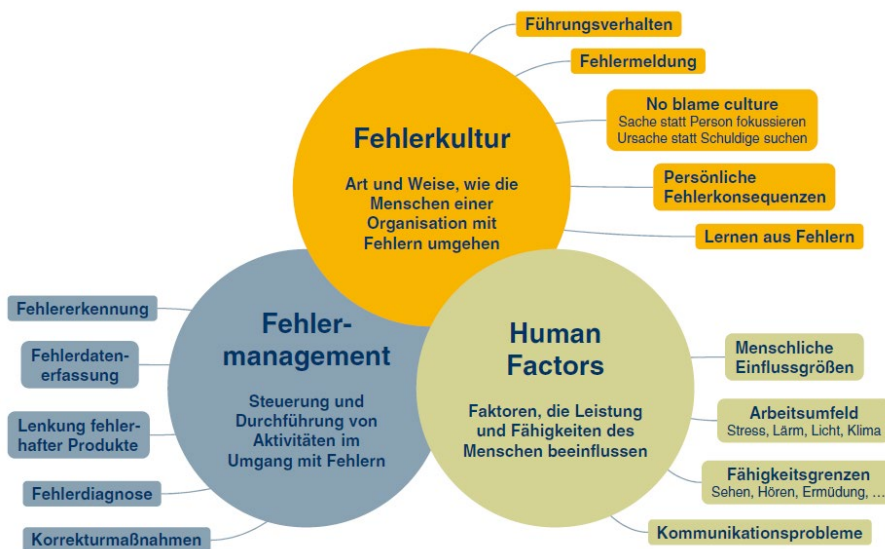 Führungsverhalten
Fehlermeldung
No blame culture
Sache statt Person fokussieren
Ursache statt Schuldige suchen
Persönliche
Fehlerkonsequenzen
Lernen aus Fehlern
Fehlerkultur
Art und Weise, wie die
Menschen einer
Organisation mit
Fehlern umgehen
Fehlererkennung
Fehlerdaten-
erfassung
Lenkung fehler-
hafter Produkte
Fehlerdiagnose
Korrekturmaßnahmen
Fehler-
management
Steuerung und
Durchführung von
Aktivitäten im
Umgang mit Fehlern
Human
Factors
Faktoren, die Leistung
und Fähigkeiten des
Menschen beeinflussen
Menschliche
Einflussgrößen
Arbeitsumfeld
Stress, Lärm, Licht, Klima
Fähigkeitsgrenzen
Sehen, Hören, Ermüdung, ...
Kommunikationsprobleme